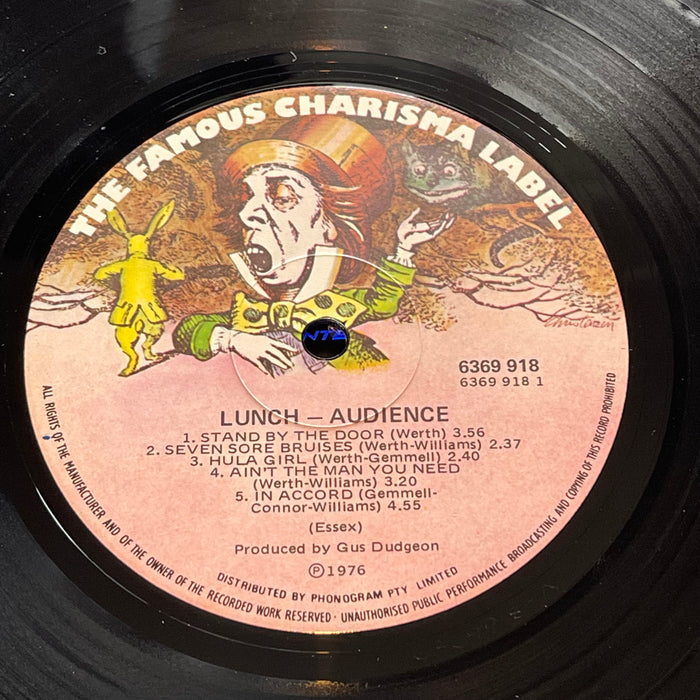 THE FAMOUS CHARISMA LABEL
6369 918
6369 918 1
LUNCH — AUDIENCE
1. STAND BY THE DOOR (Werth) 3.56
2. SEVEN SORE BRUISES (Werth-Williams) 2.37
3. HULA GIRL (Werth-Gemmell) 2.40
4. AIN'T THE MAN YOU NEED
(Werth-Williams) 3.20
5. IN ACCORD (Gemmell-
Connor-Williams) 4.55
(Essex)
Produced by Gus Dudgeon
Ⓟ1976
DISTRIBUTED BY PHONOGRAM PTY LIMITED
ALL RIGHTS OF THE MANUFACTURER AND OF THE OWNER OF THE RECORDED WORK RESERVED · UNAUTHORISED PUBLIC PERFORMANCE BROADCASTING AND COPYING OF THIS RECORD PROHIBITED